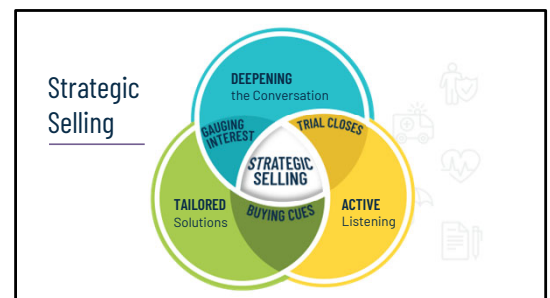 Strategic
Selling
DEEPENING
the Conversation
GAUGING
INTEREST
TRIAL CLOSES
STRATEGIC
SELLING
TAILORED
Solutions
BUYING CUES
ACTIVE
Listening